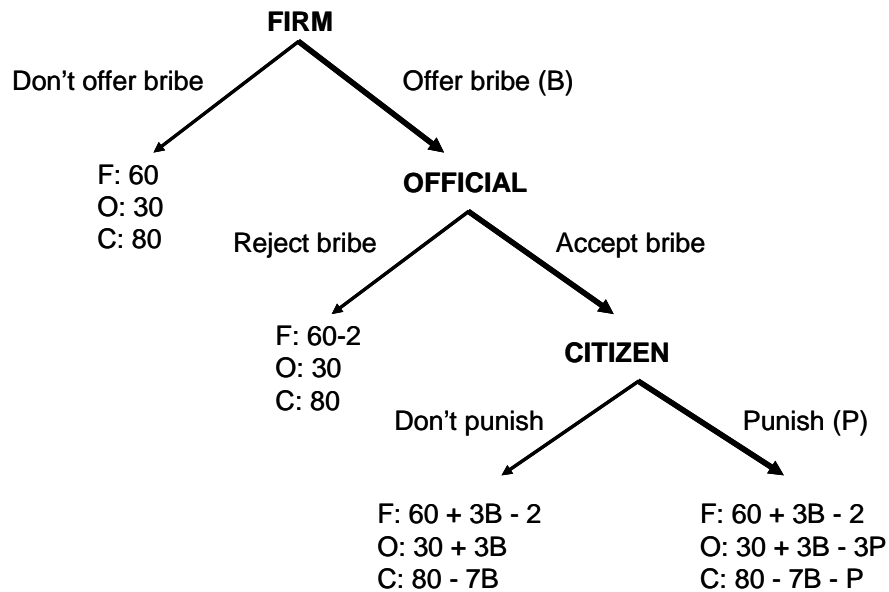 FIRM
Don't offer bribe
Offer bribe (B)
F: 60
O: 30
C: 80
OFFICIAL
Reject bribe
Accept bribe
F: 60-2
O: 30
C: 80
CITIZEN
Don't punish
Punish (P)
F: 60 + 3B - 2
O: 30 + 3B
C: 80 - 7B
F: 60 + 3B - 2
O: 30 + 3B - 3P
C: 80 - 7B - P